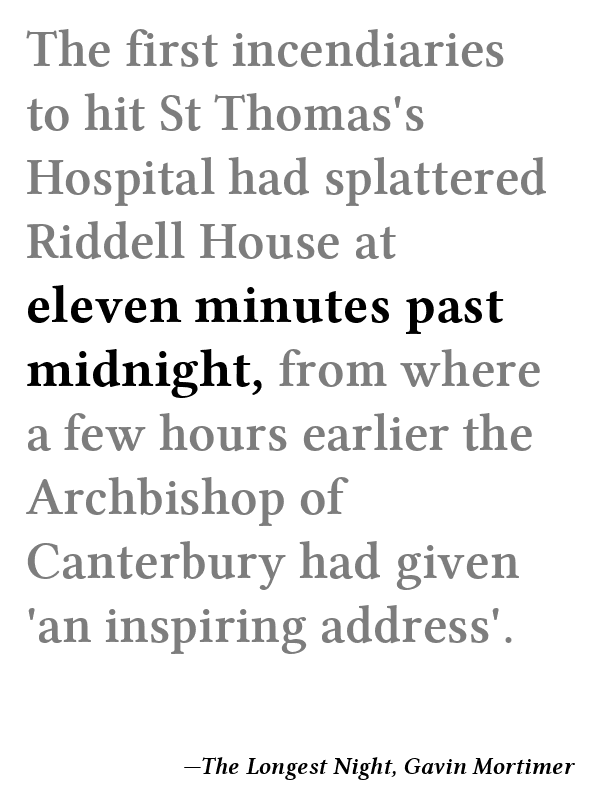 The first incendiaries
to hit St Thomas's
Hospital had splattered
Riddell House at
eleven minutes past
midnight, from where
a few hours earlier the
Archbishop of
Canterbury had given
'an inspiring address'.
—The Longest Night, Gavin Mortimer